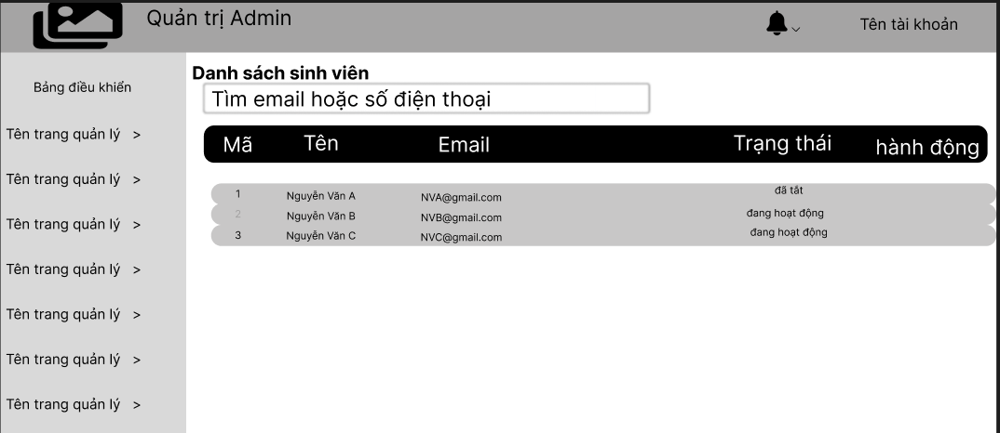 Quản trị Admin
Tên tài khoản
Bảng điều khiển
Tên trang quản lý >
Tên trang quản lý >
Tên trang quản lý >
Tên trang quản lý >
Tên trang quản lý >
Tên trang quản lý >
Tên trang quản lý >
Danh sách sinh viên
Tìm email hoặc số điện thoại
Mã Tên Email Trạng thái hành động
1 Nguyễn Văn A NVA@gmail.com đã tắt
2 Nguyễn Văn B NVB@gmail.com đang hoạt động
3 Nguyễn Văn C NVC@gmail.com đang hoạt động